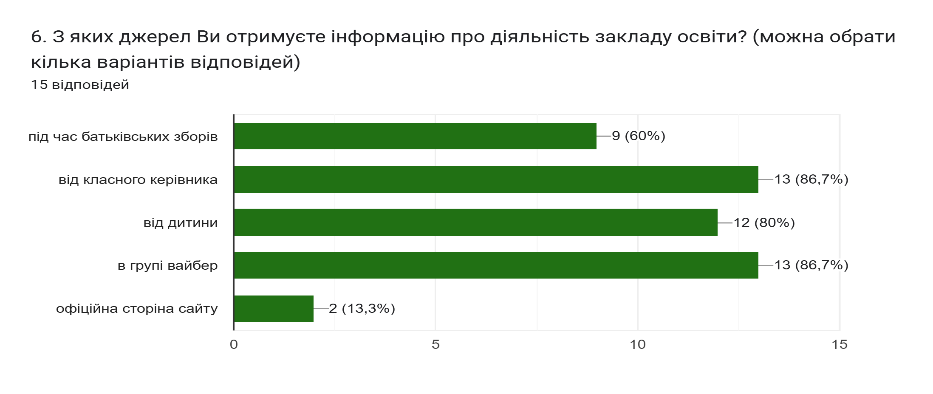 6. З яких джерел Ви отримуєте інформацію про діяльність закладу освіти? (можна обрати
кілька варіантів відповідей)
15 відповідей
під час батьківських зборів
9 (60%)
від класного керівника
13 (86,7%)
від дитини
12 (80%)
в групі вайбер
13 (86,7%)
офіційна сторіна сайту
2 (13,3%)
0
5
10
15